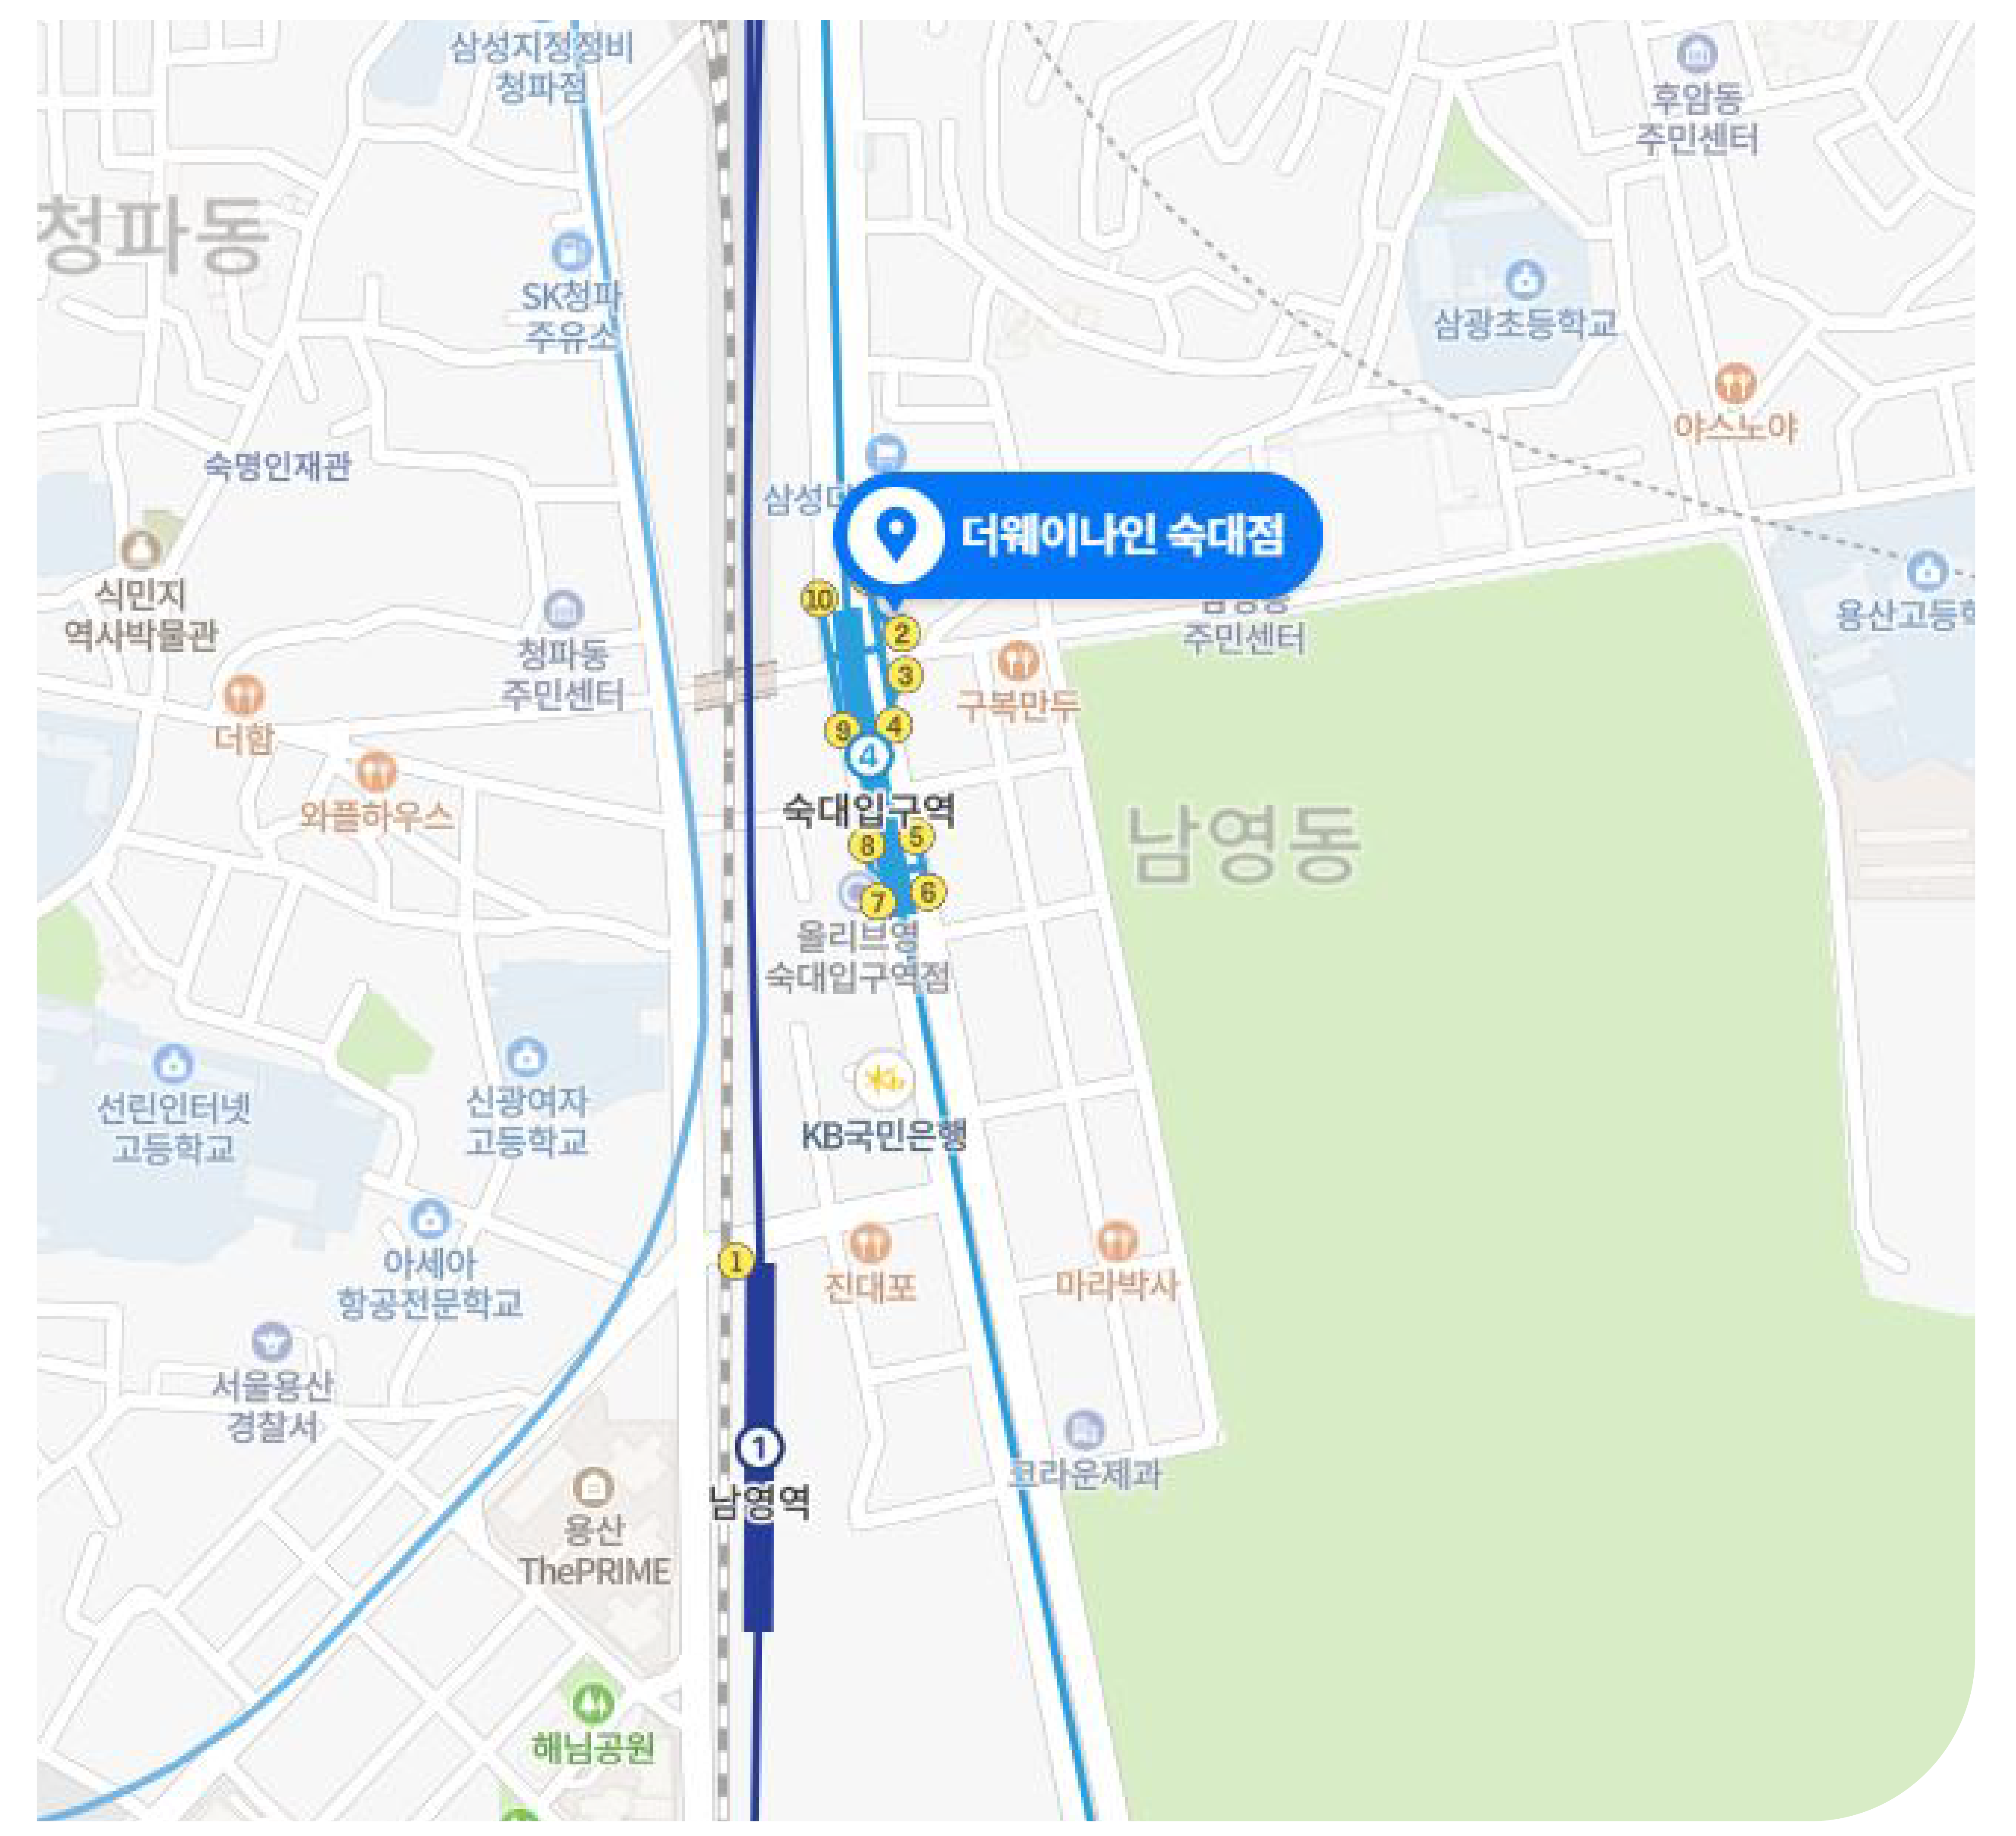 삼성지정정비
청파점
후암동
주민센터
청파동
SK청파
주유소
삼광초등학교
야스노야
숙명인재관
더웨이나인 숙대점
식민지
역사박물관
청파동
주민센터
10
2
3
주민센터
용산고등학
구복만두
더함
9
4
4
와플하우스
숙대입구역
남영동
8
5
7
6
올리브영
숙대입구역점
선린인터넷
고등학교
신광여자
고등학교
KB국민은행
아세아
항공전문학교
1
진대포
마라박사
서울용산
경찰서
1
남영역
크라운제과
용산
ThePRIME
해님공원